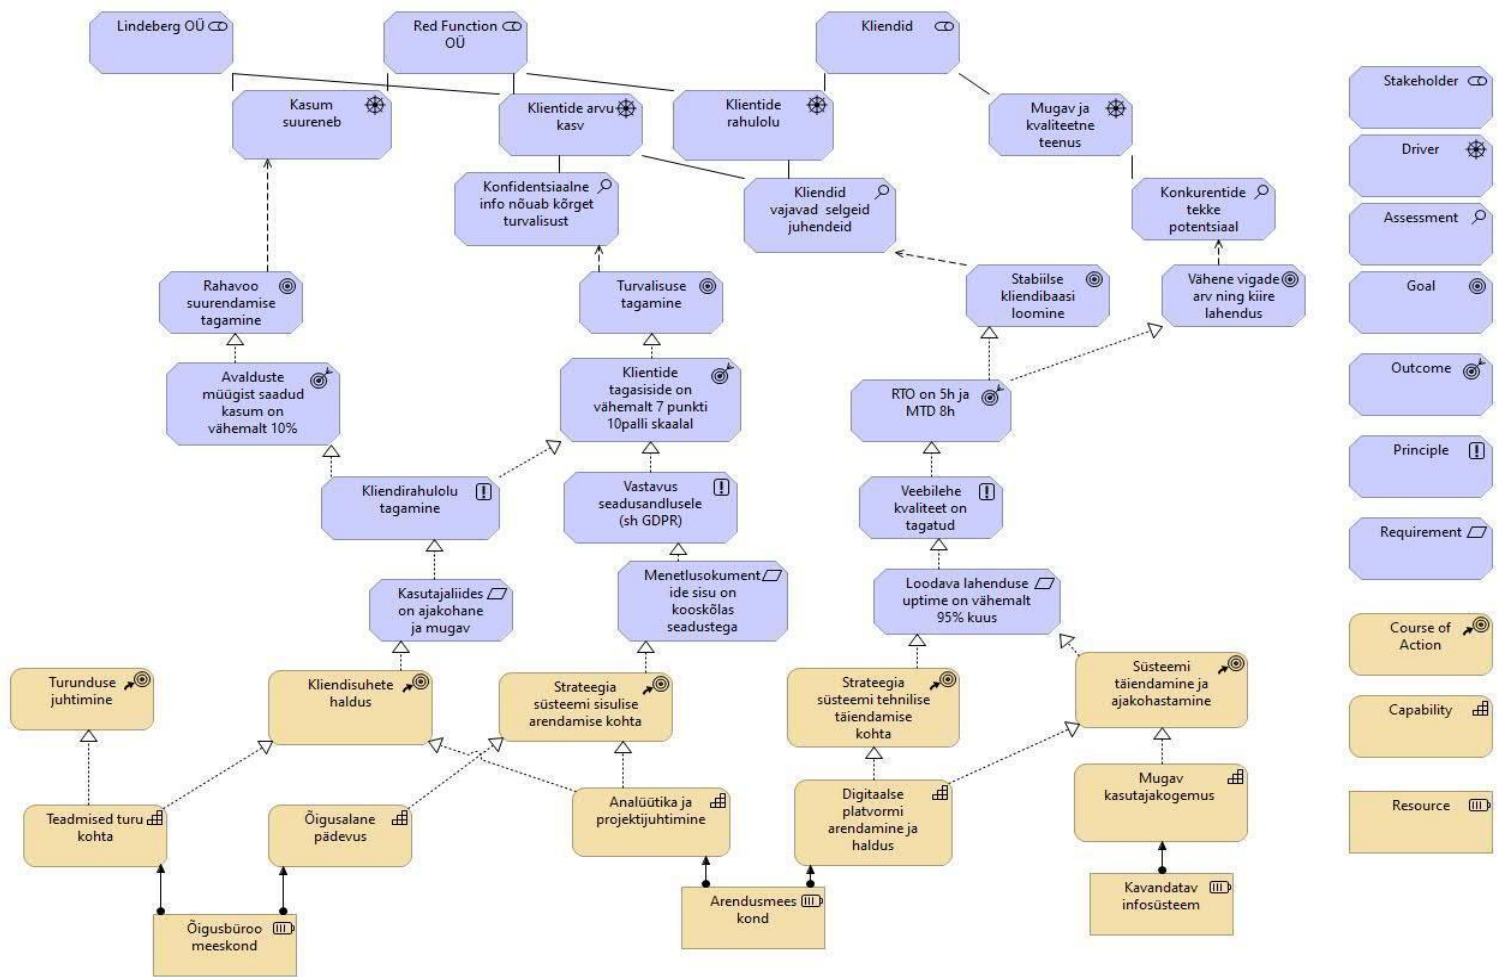 Lindeberg OÜ
Red Function
OÜ
Kliendid
Kasum
suureneb
Klientide arvu
kasv
Klientide
rahulolu
Mugav ja
kvaliteetne
teenus
Konfidentsiaalne
info nõuab kõrget
turvalisust
Kliendid
vajavad selgeid
juhendeid
Konkurentide
tekke
potentsiaal
Rahavoo
suurendamise
tagamine
Turvalisuse
tagamine
Stabiilse
kliendibaasi
loomine
Vähene vigade
arv ning kiire
lahendus
Avalduste
müügist saadud
kasum on
vähemalt 10%
Klientide
tagasiside on
vähemalt 7 punkti
10palli skaalal
RTO on 5h ja
MTD 8h
Kliendirahulolu
tagamine
Vastavus
seadusandlusele
(sh GDPR)
Veebilehe
kvaliteet on
tagatud
Kasutajaliides
on ajakohane
ja mugav
Menetlusokument
ide sisu on
kooskõlas
seadustega
Loodava lahenduse
uptime on vähemalt
95% kuus
Turunduse
juhtimine
Kliendisuhete
haldus
Strateegia
süsteemi sisulise
arendamise kohta
Strateegia
süsteemi tehnilise
täiendamise
kohta
Süsteemi
täiendamine ja
ajakohastamine
Teadmised turu
kohta
Õigusalane
pädevus
Analüütika ja
projektijuhtimine
Digitaalse
platvormi
arendamine ja
haldus
Mugav
kasutajakogemus
Õigusbüroo
meeskond
Arendusmees
kond
Kavandatav
infosüsteem
Stakeholder
Driver
Assessment
Goal
Outcome
Principle
Requirement
Course of
Action
Capability
Resource